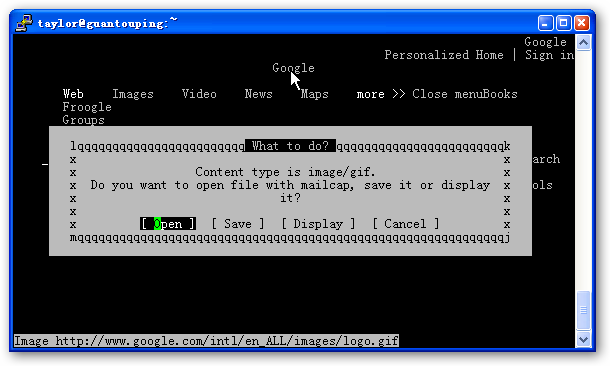 taylor@guantouping:~
Google
Personalized Home | Sign in
Google
Web Images Video News Maps more >> Close menuBooks
Froogle
Groups
lqqqqqqqqqqqqqqqqqqqqqqqq What to do? qqqqqqqqqqqqqqqqqqqqqqqqk
x x
x Content type is image/gif. x arch
x Do you want to open file with mailcap, save it or display x
x it? x ols
x x
x [ Open ] [ Save ] [ Display ] [ Cancel ] x
mqqqqqqqqqqqqqqqqqqqqqqqqqqqqqqqqqqqqqqqqqqqqqqqqqqqqqqqqqqqqqj
Image http://www.google.com/intl/en_ALL/images/logo.gif